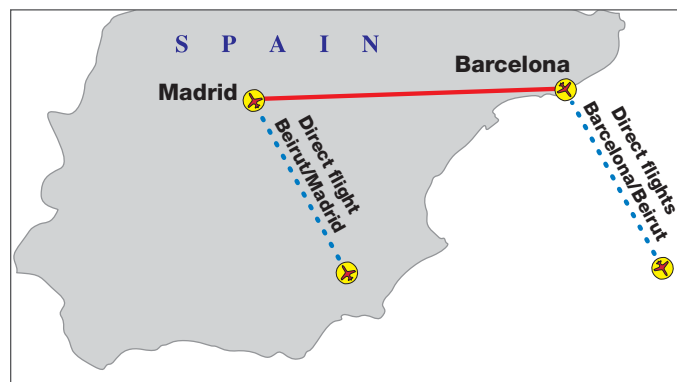 S P A I N
Barcelona
Madrid
Direct flight
Beirut/Madrid
Direct flights
Barcelona/Beirut